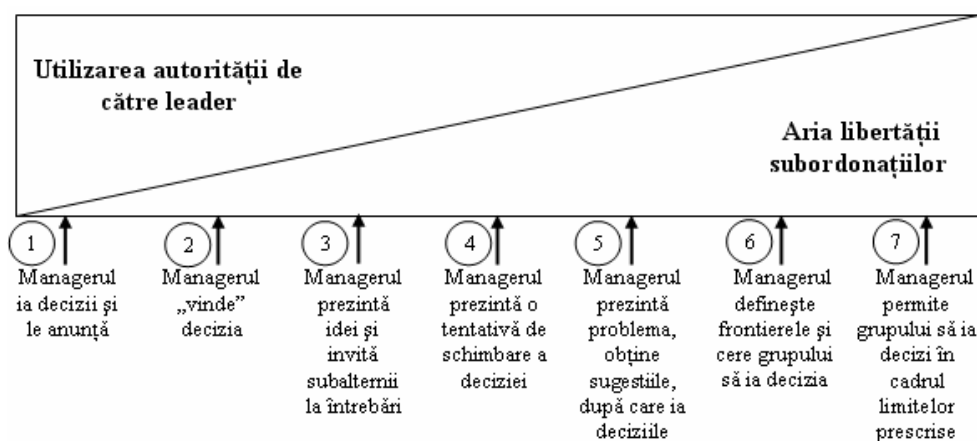 Utilizarea autorității de
către leader
Aria libertății
subordonațiilor
1
Managerul
ia decizii și
le anunță
2
Managerul
„vinde”
decizia
3
Managerul
prezintă
idei și
invită
subalternii
la întrebări
4
Managerul
prezintă o
tentativă de
schimbare a
deciziei
5
Managerul
prezintă
problema,
obține
sugestiile,
după care ia
deciziile
6
Managerul
definește
frontierele și
cere grupului
să ia decizia
7
Managerul
permite
grupului să ia
decizi în
cadrul
limitelor
prescrise